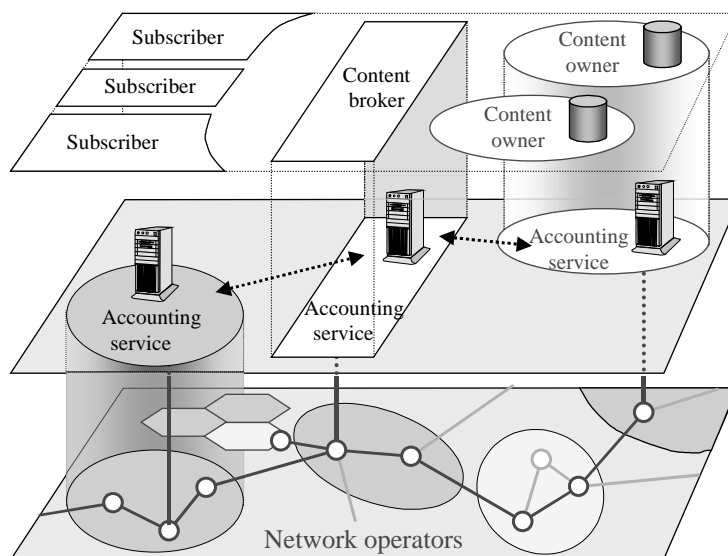 Subscriber
Subscriber
Subscriber
Content
broker
Content
owner
Content
owner
Accounting
service
Accounting
service
Accounting
service
Network operators